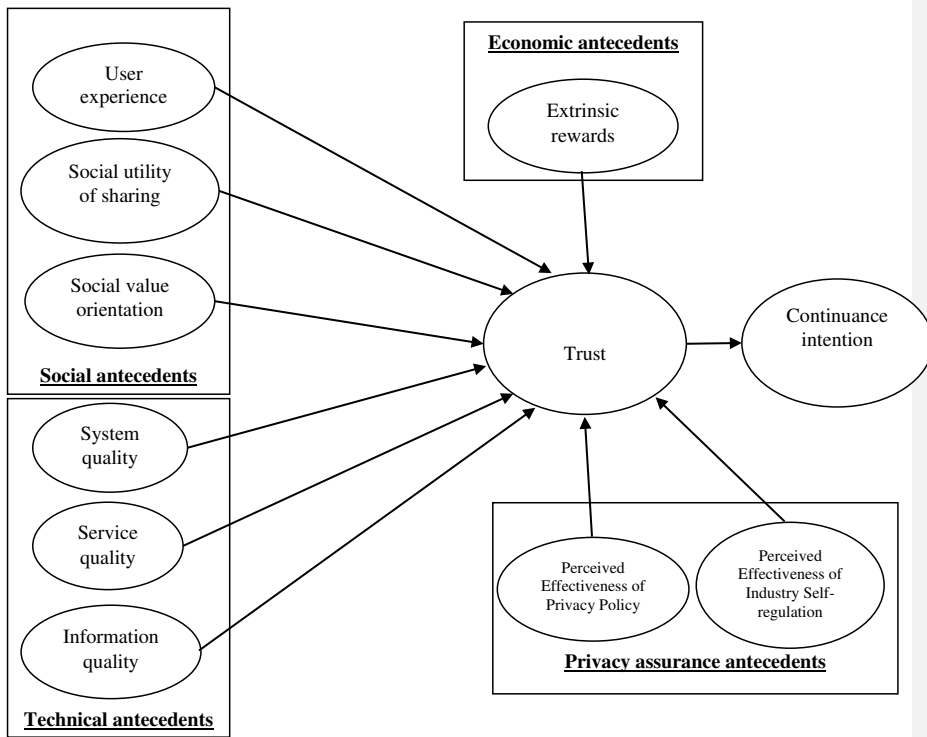 User
experience
Social utility
of sharing
Social value
orientation
Social antecedents
System
quality
Service
quality
Information
quality
Technical antecedents
Economic antecedents
Extrinsic
rewards
Trust
Continuance
intention
Perceived
Effectiveness of
Privacy Policy
Perceived
Effectiveness of
Industry Self-
regulation
Privacy assurance antecedents